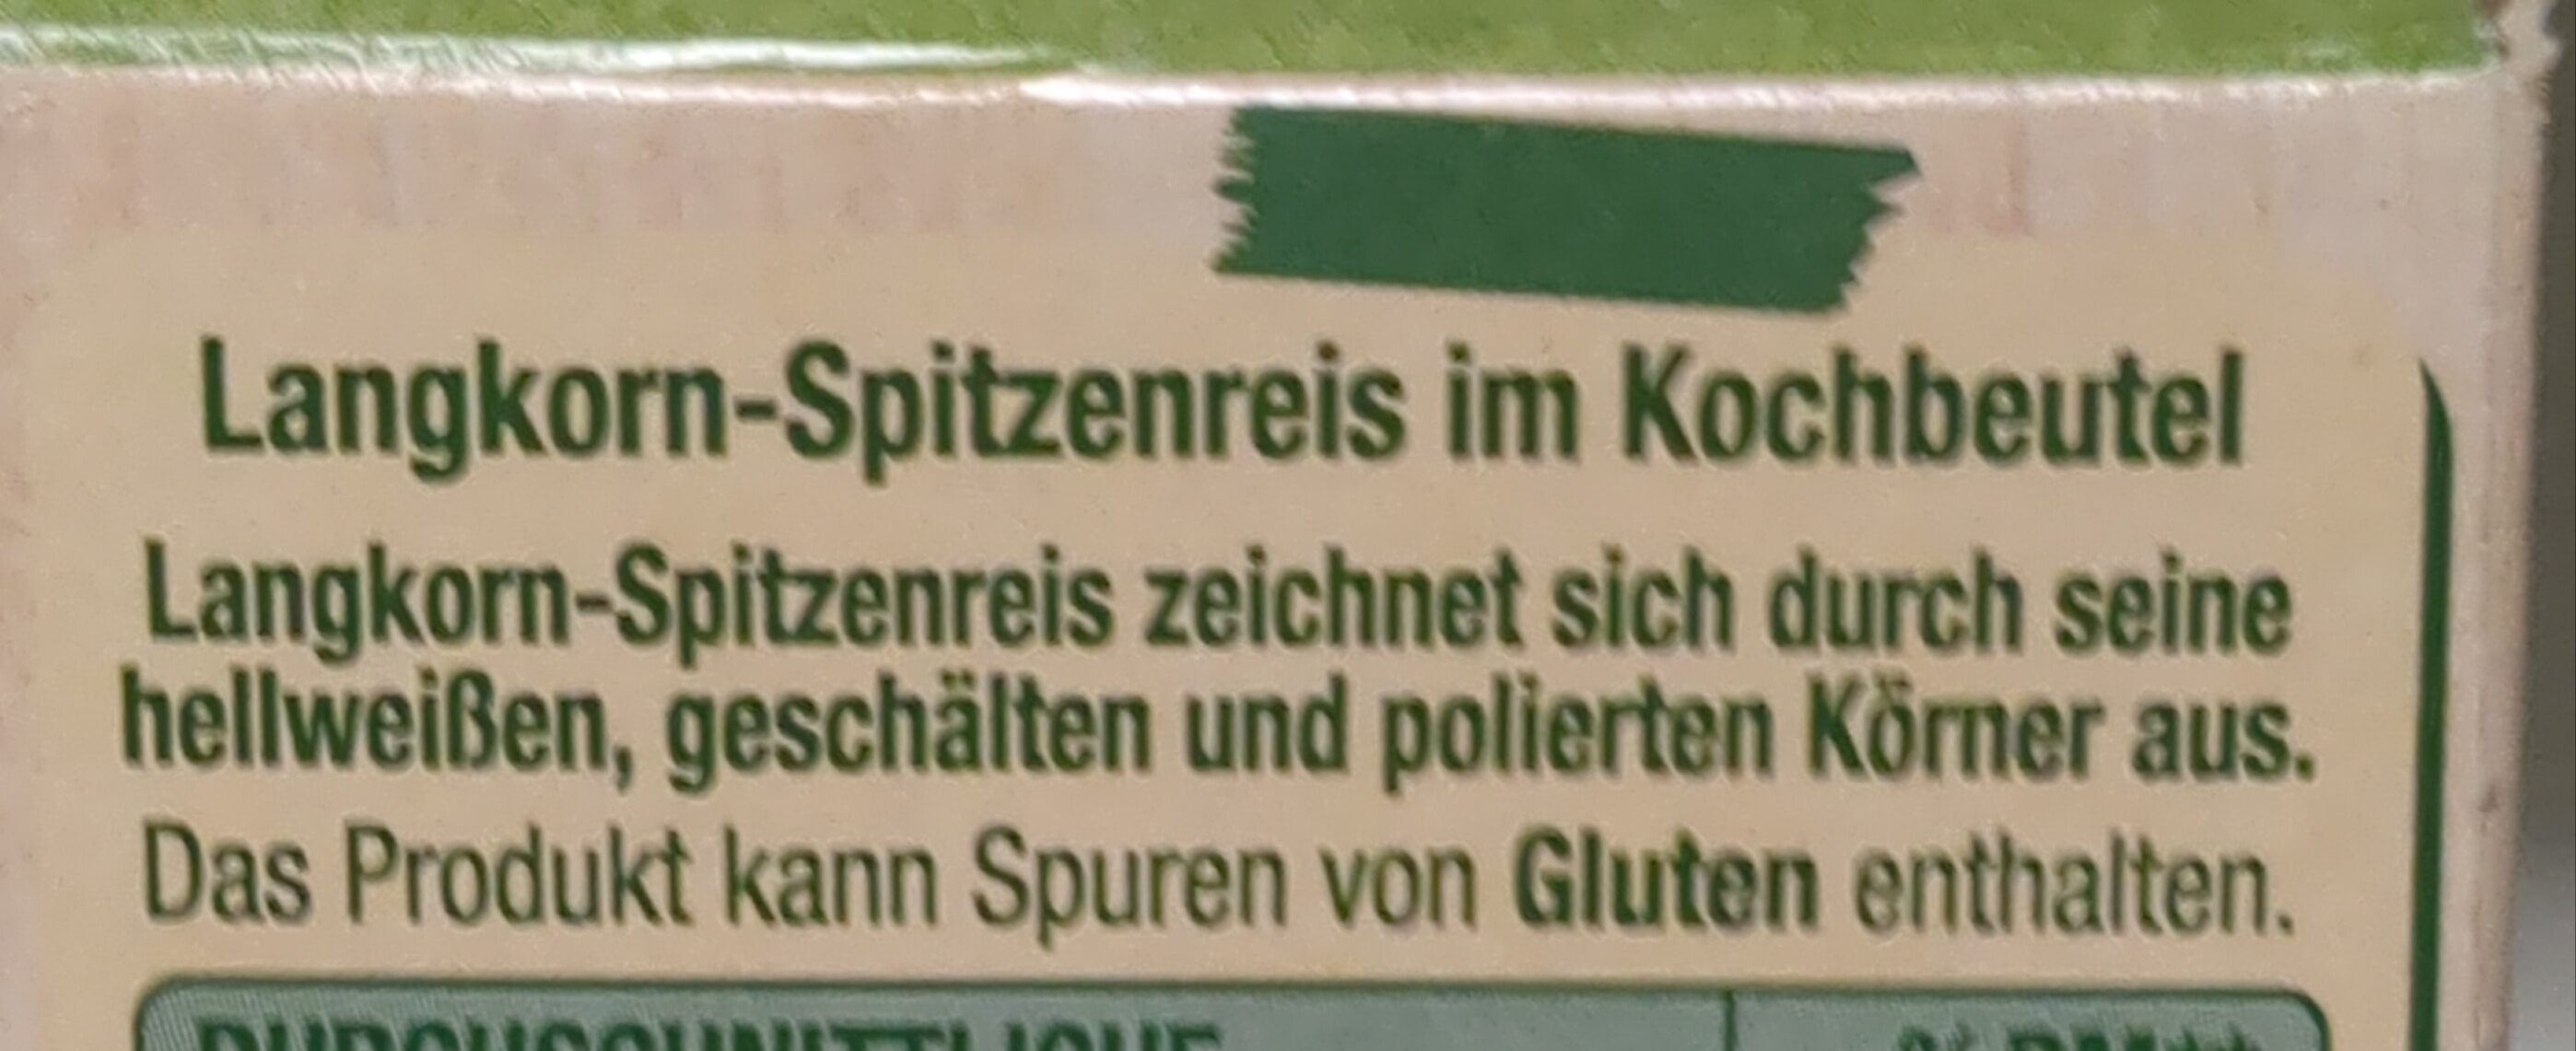 Langkorn-Spitzenreis im Kochbeutel
Langkorn-Spitzenreis zeichnet sich durch seine
hellweißen, geschälten und polierten Körner aus.
Das Produkt kann Spuren von Gluten enthalten.
DURCHSCHNITTLICHE